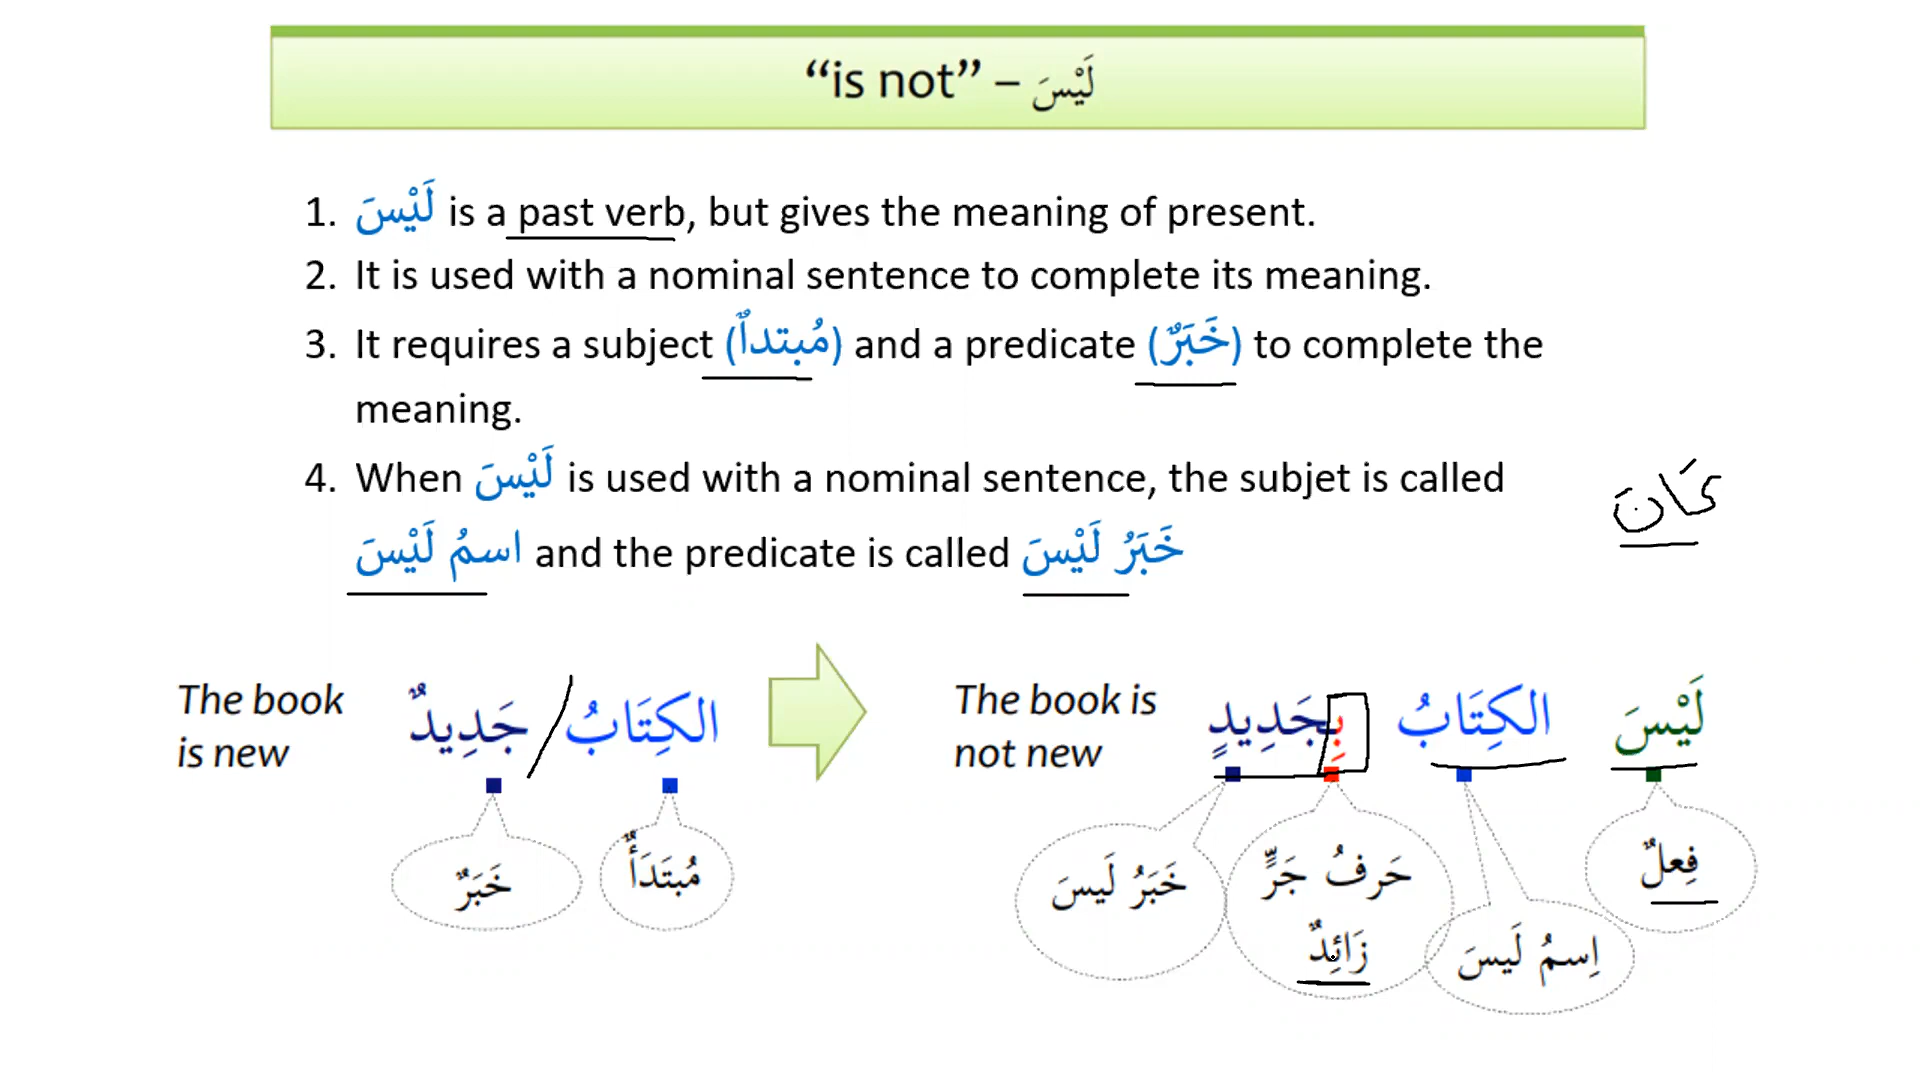 “is not” – لَيْسَ
1. لَيْسَ is a past verb, but gives the meaning of present.
2. It is used with a nominal sentence to complete its meaning.
3. It requires a subject (مُبتدأٌ) and a predicate (خَبَرٌ) to complete the
meaning.
4. When لَيْسَ is used with a nominal sentence, the subjet is called
اسمُ لَيْسَ and the predicate is called خَبَرُ لَيْسَ
كَانَ
The book
is new
الكِتَابُ جَدِيدٌ
مُبتَدَأٌ
خَبَرٌ
The book is
not new
لَيْسَ الكِتَابُ بِجَدِيدٍ
فِعلٌ
اِسمُ لَيسَ
حَرفُ جَرٍّ
زَائِدٌ
خَبَرُ لَيسَ